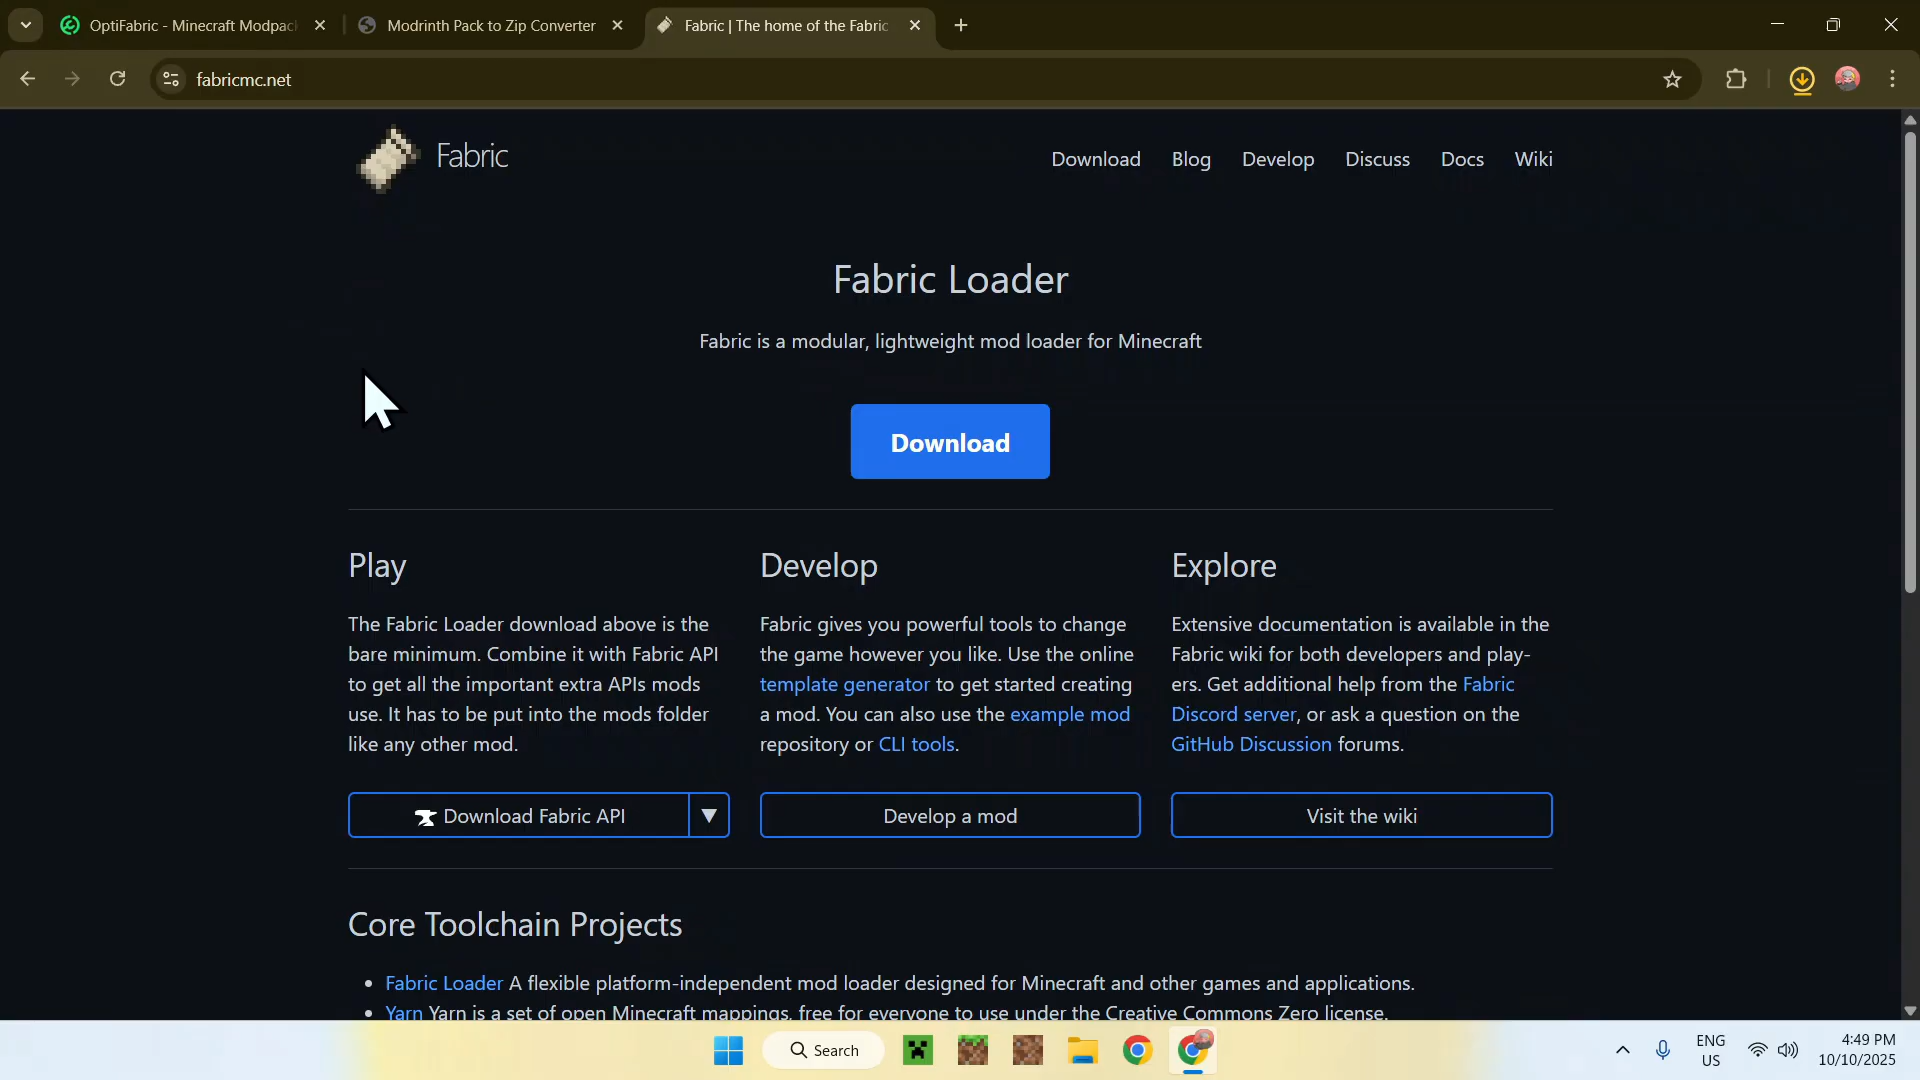 OptiFabric - Minecraft Modpac
Modrinth Pack to Zip Converter
Fabric | The home of the Fabric
fabricmc.net
Fabric
Download
Blog
Develop
Discuss
Docs
Wiki
Fabric Loader
Fabric is a modular, lightweight mod loader for Minecraft
Download
Play
The Fabric Loader download above is the
bare minimum. Combine it with Fabric API
to get all the important extra APIs mods
use. It has to be put into the mods folder
like any other mod.
Download Fabric API
Develop
Fabric gives you powerful tools to change
the game however you like. Use the online
template generator to get started creating
a mod. You can also use the example mod
repository or CLI tools.
Develop a mod
Explore
Extensive documentation is available in the
Fabric wiki for both developers and play-
ers. Get additional help from the Fabric
Discord server, or ask a question on the
GitHub Discussion forums.
Visit the wiki
Core Toolchain Projects
• Fabric Loader A flexible platform-independent mod loader designed for Minecraft and other games and applications.
• Yarn Yarn is a set of open Minecraft mappings, free for everyone to use under the Creative Commons Zero license.
Search
ENG
US
4:49 PM
10/10/2025